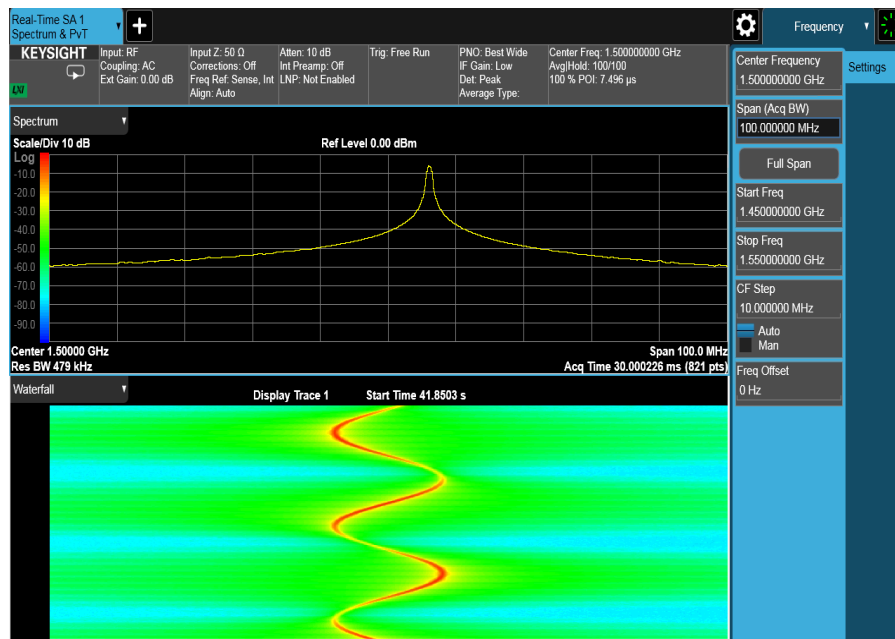 Real-Time SA 1
Spectrum & PvT
Frequency
KEYSIGHT
LXI
Input: RF
Coupling: AC
Ext Gain: 0.00 dB
Input Z: 50 Ω
Corrections: Off
Freq Ref: Sense, Int
Align: Auto
Atten: 10 dB
Int Preamp: Off
LNP: Not Enabled
Trig: Free Run
PNO: Best Wide
IF Gain: Low
Det: Peak
Average Type:
Center Freq: 1.500000000 GHz
Avg|Hold: 100/100
100 % POI: 7.496 µs
Spectrum
Scale/Div 10 dB
Ref Level 0.00 dBm
Log
-10.0
-20.0
-30.0
-40.0
-50.0
-60.0
-70.0
-80.0
-90.0
Center 1.50000 GHz
Res BW 479 kHz
Span 100.0 MHz
Acq Time 30.000226 ms (821 pts)
Waterfall
Display Trace 1
Start Time 41.8503 s
Center Frequency
1.500000000 GHz
Span (Acq BW)
100.000000 MHz
Full Span
Start Freq
1.450000000 GHz
Stop Freq
1.550000000 GHz
CF Step
10.000000 MHz
Auto
Man
Freq Offset
0 Hz
Settings